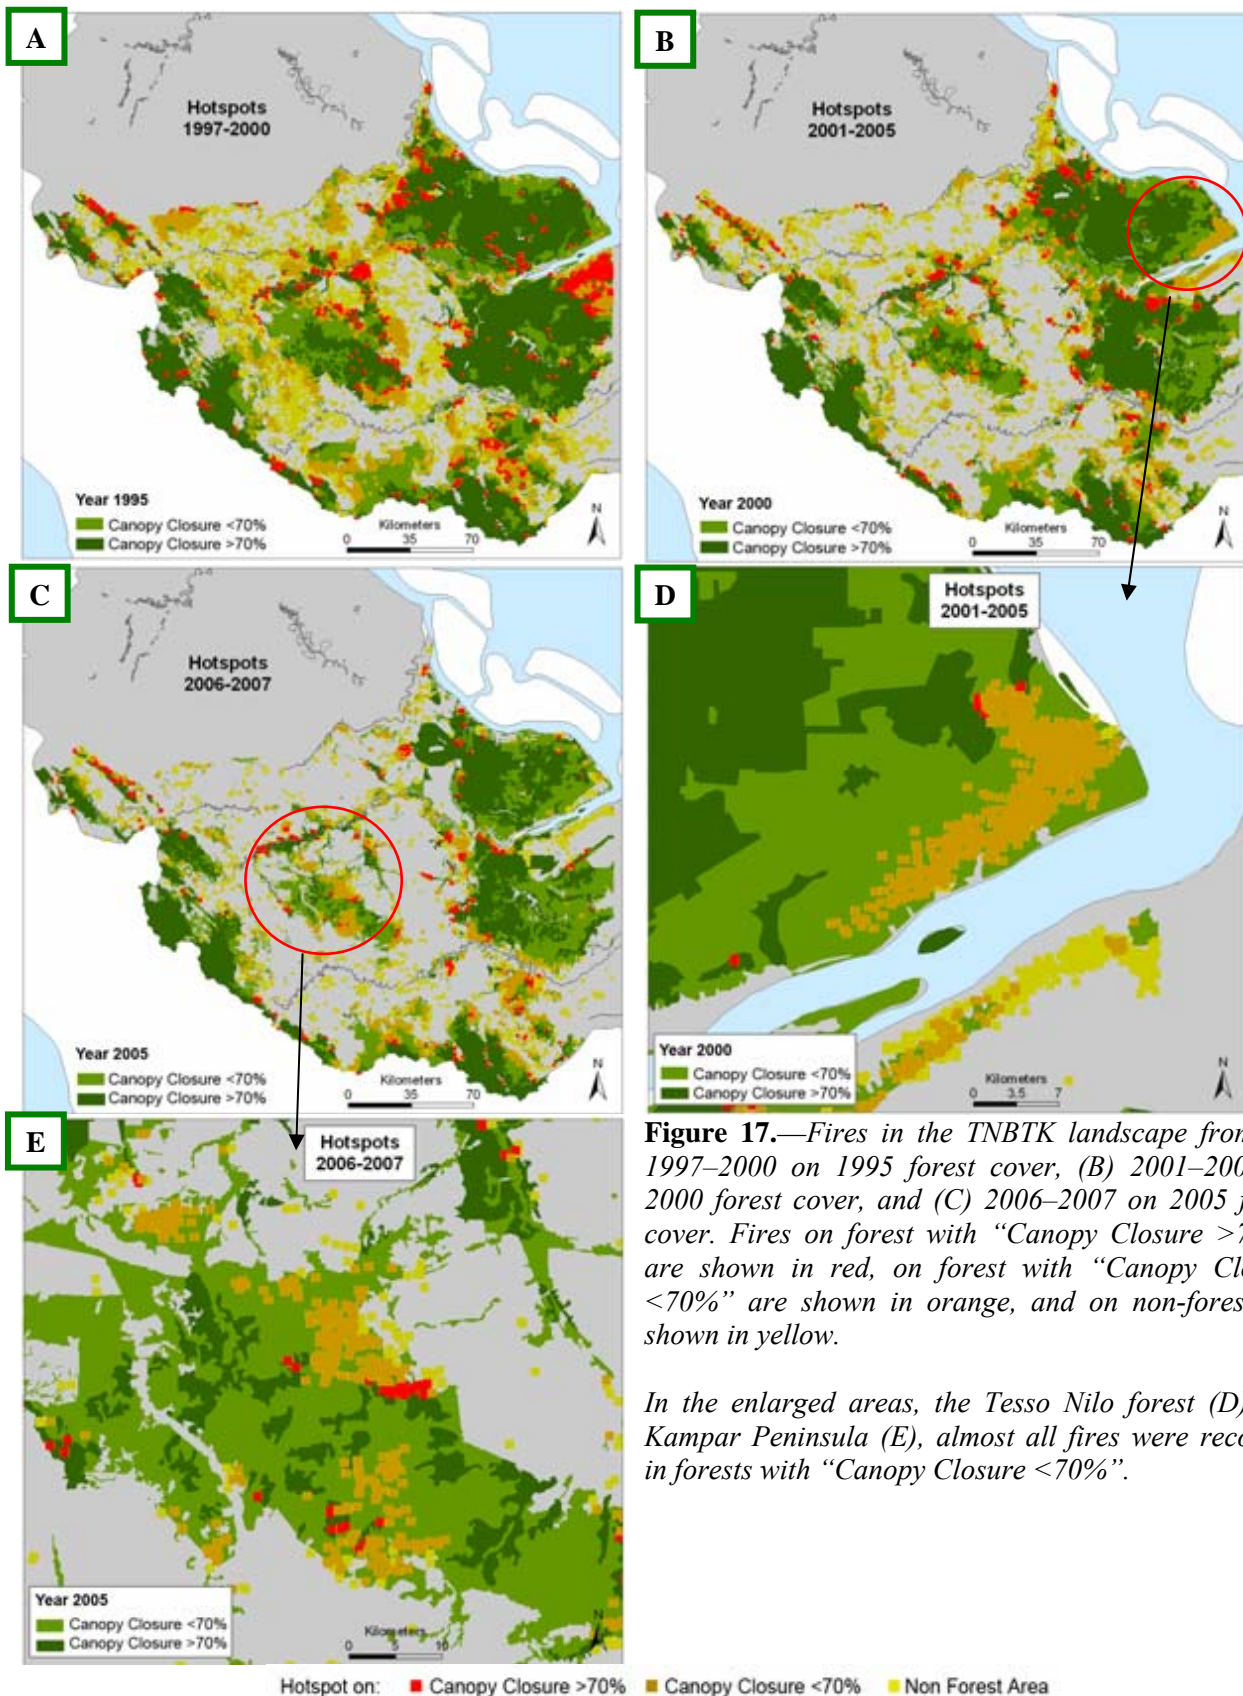 A
Hotspots
1997-2000
Year 1995
Canopy Closure <70%
Canopy Closure >70%
Kilometers
0 35 70
N
B
Hotspots
2001-2005
Year 2000
Canopy Closure <70%
Canopy Closure >70%
Kilometers
0 35 70
N
C
Hotspots
2006-2007
Year 2005
Canopy Closure <70%
Canopy Closure >70%
Kilometers
0 35 70
N
D
Hotspots
2001-2005
Year 2000
Canopy Closure <70%
Canopy Closure >70%
Kilometers
0 3.5 7
N
E
Hotspots
2006-2007
Year 2005
Canopy Closure <70%
Canopy Closure >70%
Kilometers
0 5 10
N
Figure 17.—Fires in the TNBTK landscape from
1997–2000 on 1995 forest cover, (B) 2001–200
2000 forest cover, and (C) 2006–2007 on 2005 f
cover. Fires on forest with “Canopy Closure >7
are shown in red, on forest with “Canopy Clo
<70%” are shown in orange, and on non-fores
shown in yellow.
In the enlarged areas, the Tesso Nilo forest (D)
Kampar Peninsula (E), almost all fires were reco
in forests with “Canopy Closure <70%”.
Hotspot on: Canopy Closure >70% Canopy Closure <70% Non Forest Area